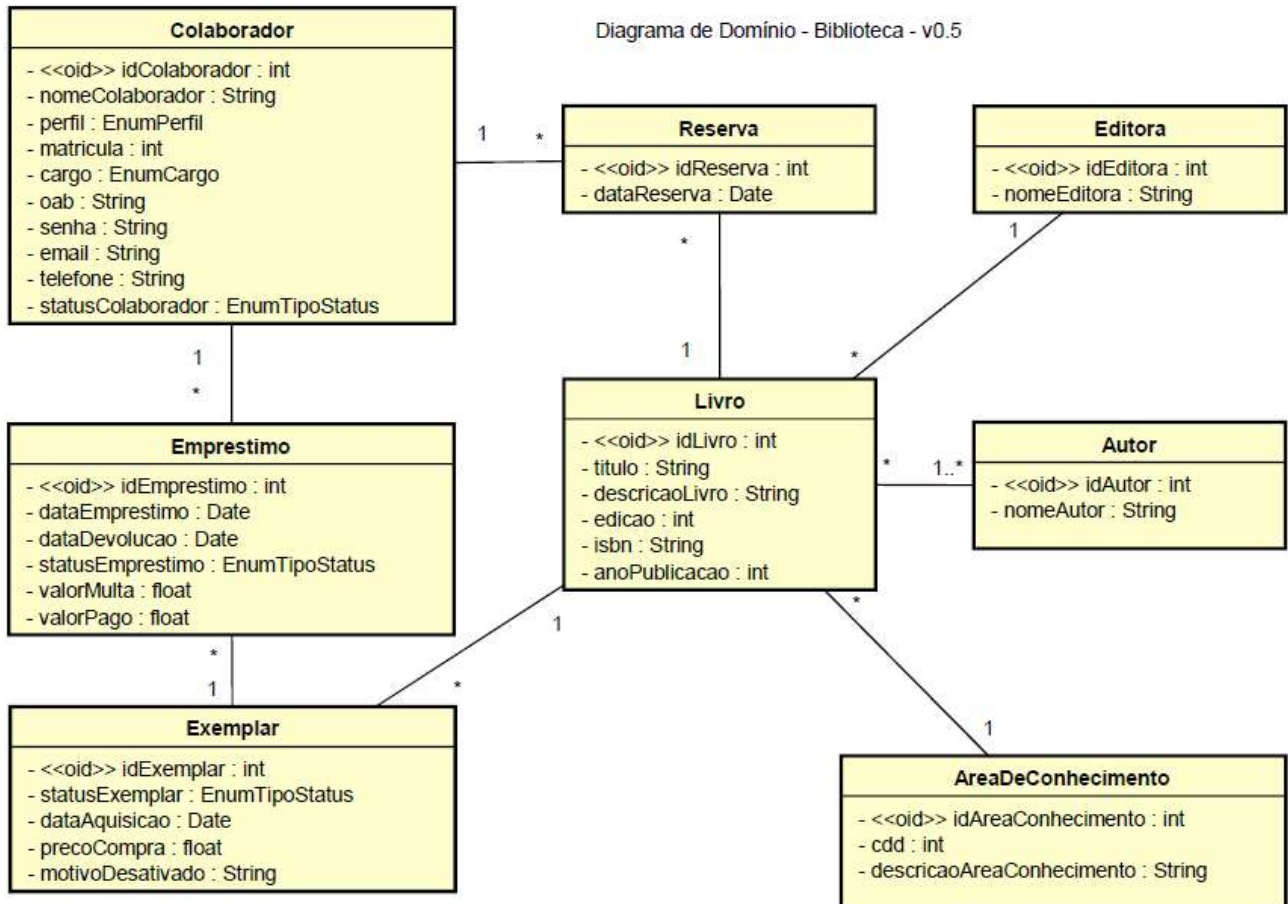 Diagrama de Domínio - Biblioteca - v0.5
Colaborador
- <<oid>> idColaborador : int
- nomeColaborador : String
- perfil : EnumPerfil
- matricula : int
- cargo : EnumCargo
- oab : String
- senha : String
- email : String
- telefone : String
- statusColaborador : EnumTipoStatus
1
*
Reserva
- <<oid>> idReserva : int
- dataReserva : Date
Editora
- <<oid>> idEditora : int
- nomeEditora : String
*
1
1
*
1
*
Emprestimo
- <<oid>> idEmprestimo : int
- dataEmprestimo : Date
- dataDevolucao : Date
- statusEmprestimo : EnumTipoStatus
- valorMulta : float
- valorPago : float
Livro
- <<oid>> idLivro : int
- titulo : String
- descricaoLivro : String
- edicao : int
- isbn : String
- anoPublicacao : int
*
1..*
Autor
- <<oid>> idAutor : int
- nomeAutor : String
*
1
1
*
*
1
Exemplar
- <<oid>> idExemplar : int
- statusExemplar : EnumTipoStatus
- dataAquisicao : Date
- precoCompra : float
- motivoDesativado : String
AreaDeConhecimento
- <<oid>> idAreaConhecimento : int
- cdd : int
- descricaoAreaConhecimento : String